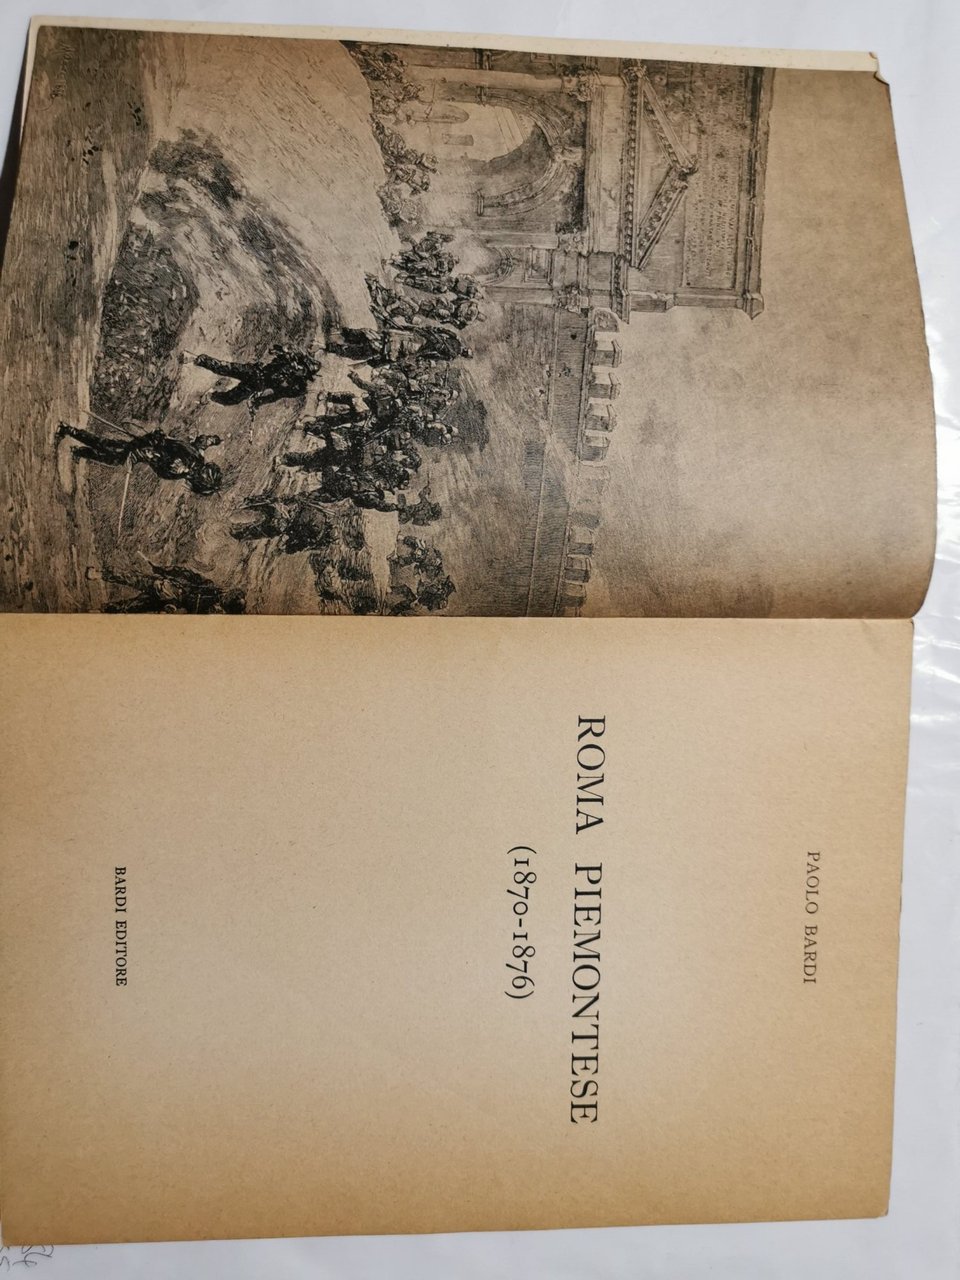 PAOLO BARDI
ROMA PIEMONTESE
(1870-1876)
BARDI EDITORE